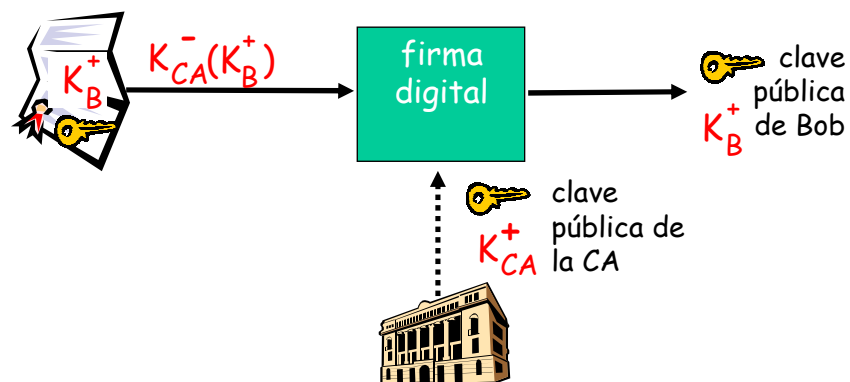 K_B^+
K_CA^-(K_B^+)
firma
digital
clave
pública
de Bob
K_B^+
clave
pública de
la CA
K_CA^+